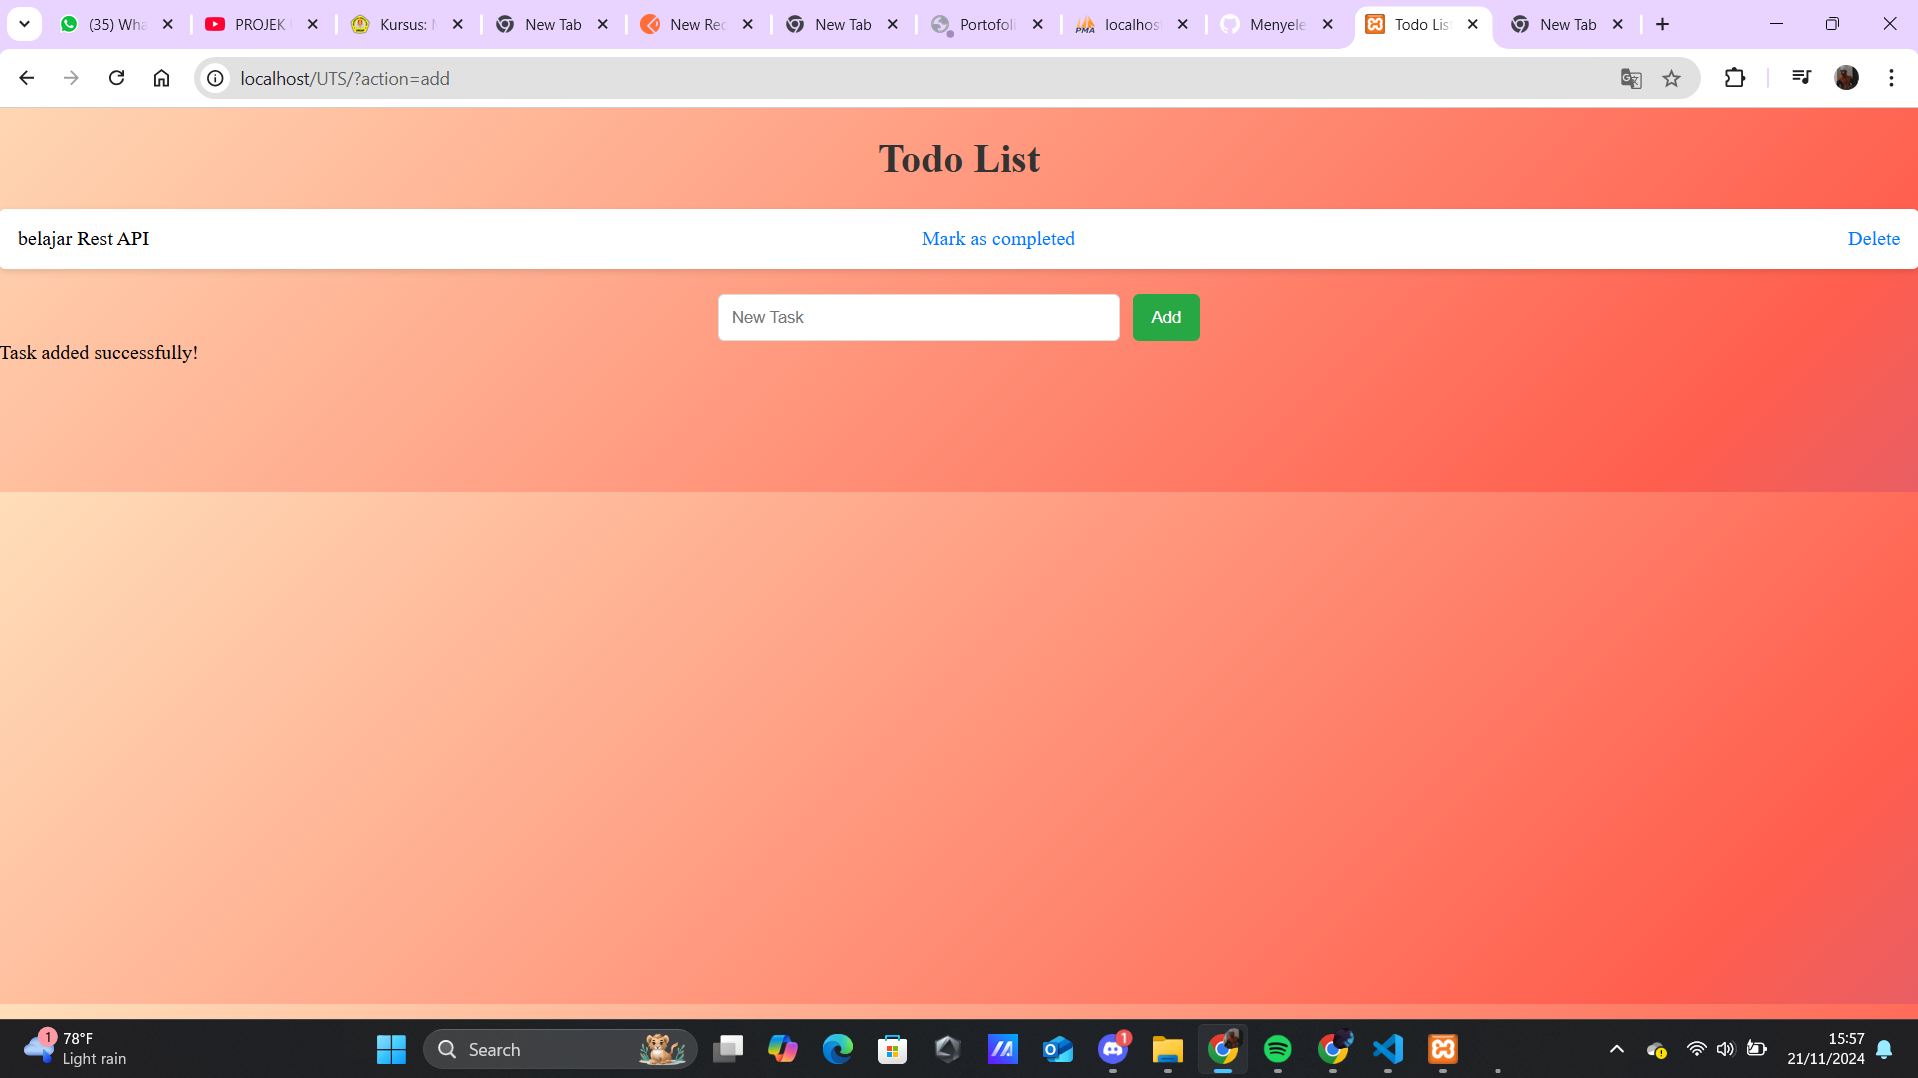 (35) Wha
PROJEK
Kursus:
New Tab
New Rec
New Tab
Portofoli
localhost
Menyele
Todo Lis
New Tab
localhost/UTS/?action=add
Todo List
belajar Rest API Mark as completed Delete
New Task Add
Task added successfully!
1 78°F
Light rain
Search
1
15:57
21/11/2024